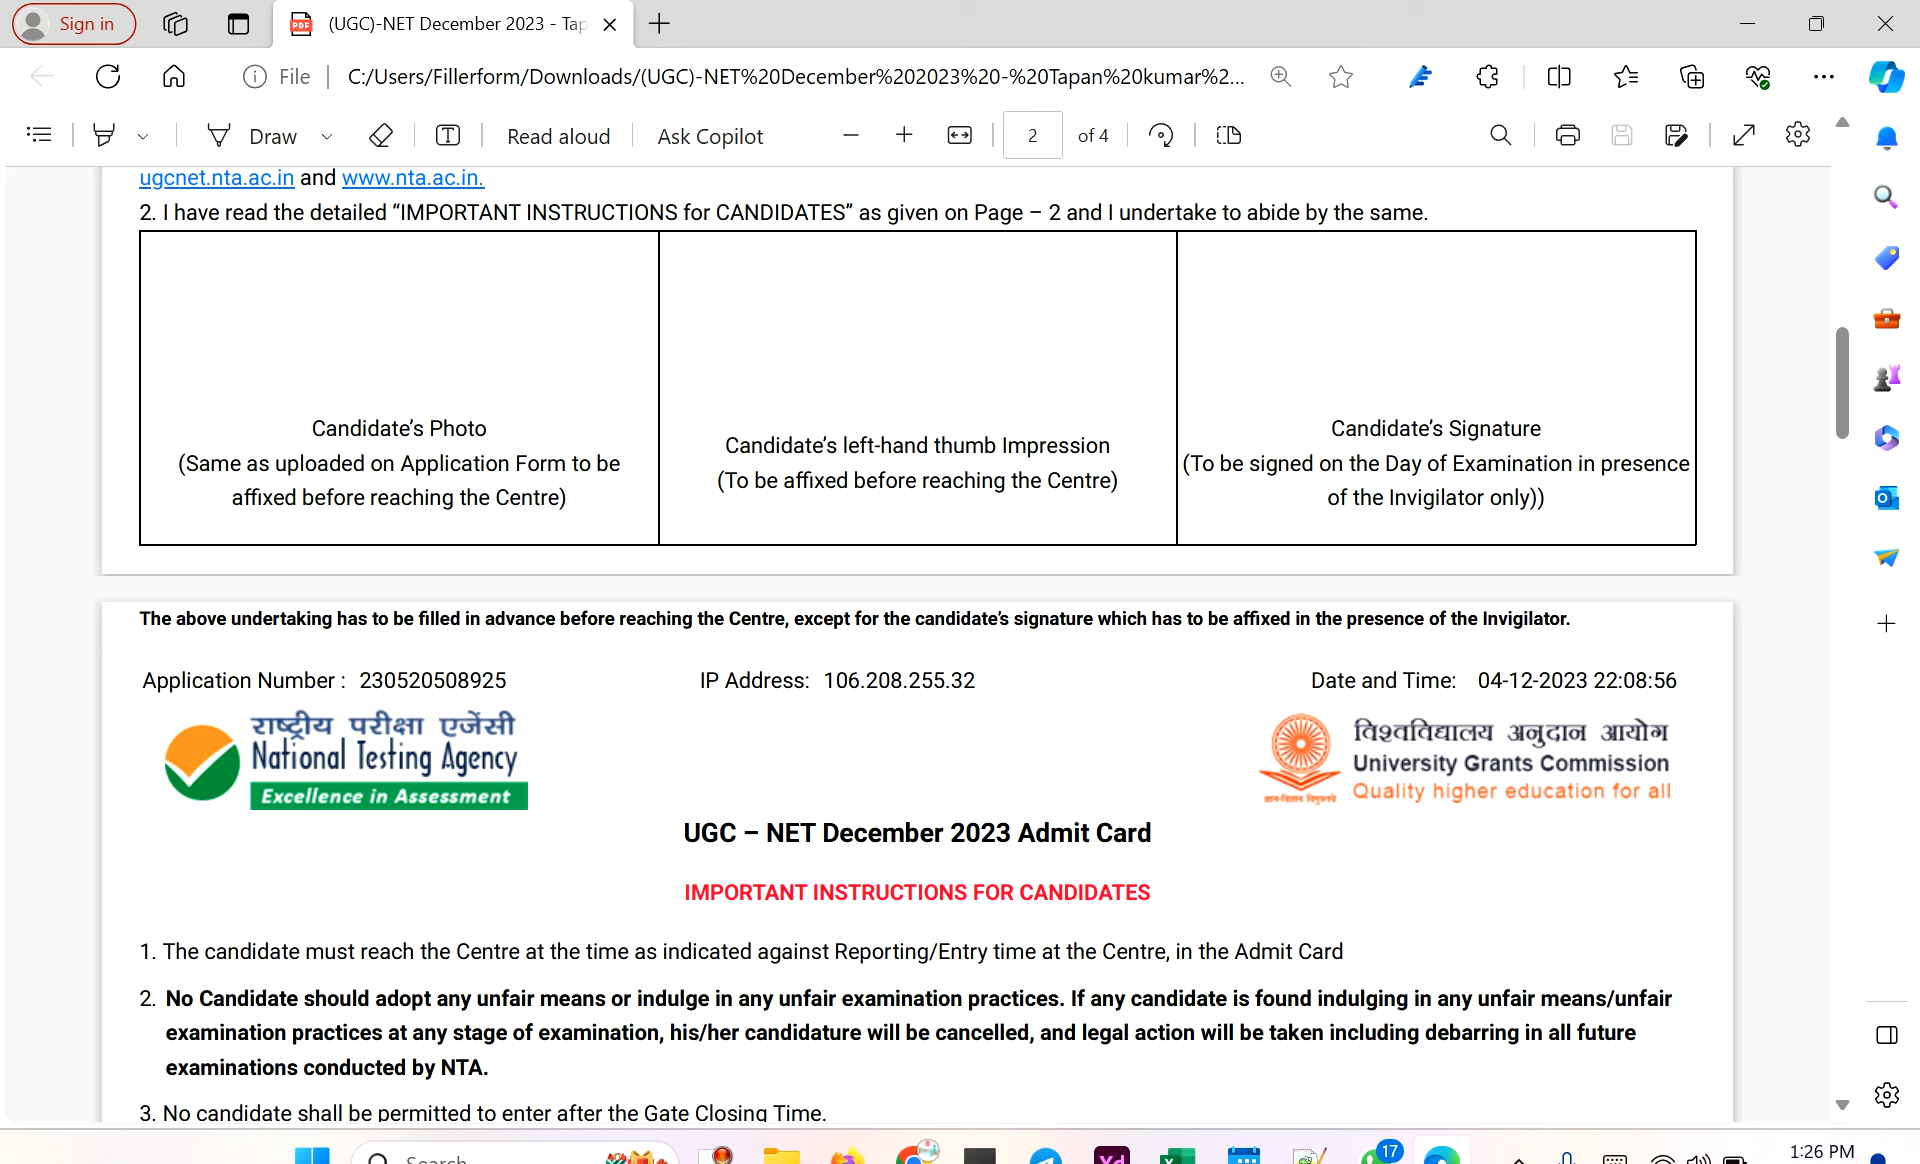 Sign in
(UGC)-NET December 2023 - Tap
File
C:/Users/Fillerform/Downloads/(UGC)-NET%20December%202023%20-%20Tapan%20kumar%2...
Draw
Read aloud
Ask Copilot
2
of 4
ugcnet.nta.ac.in and www.nta.ac.in.
2. I have read the detailed “IMPORTANT INSTRUCTIONS for CANDIDATES” as given on Page – 2 and I undertake to abide by the same.
Candidate’s Photo
(Same as uploaded on Application Form to be
affixed before reaching the Centre)
Candidate’s left-hand thumb Impression
(To be affixed before reaching the Centre)
Candidate’s Signature
(To be signed on the Day of Examination in presence
of the Invigilator only))
The above undertaking has to be filled in advance before reaching the Centre, except for the candidate’s signature which has to be affixed in the presence of the Invigilator.
Application Number : 230520508925
IP Address: 106.208.255.32
Date and Time: 04-12-2023 22:08:56
राष्ट्रीय परीक्षा एजेंसी
National Testing Agency
Excellence in Assessment
विश्वविद्यालय अनुदान आयोग
University Grants Commission
Quality higher education for all
UGC – NET December 2023 Admit Card
IMPORTANT INSTRUCTIONS FOR CANDIDATES
1. The candidate must reach the Centre at the time as indicated against Reporting/Entry time at the Centre, in the Admit Card
2. No Candidate should adopt any unfair means or indulge in any unfair examination practices. If any candidate is found indulging in any unfair means/unfair
examination practices at any stage of examination, his/her candidature will be cancelled, and legal action will be taken including debarring in all future
examinations conducted by NTA.
3. No candidate shall be permitted to enter after the Gate Closing Time.
Search
17
1:26 PM